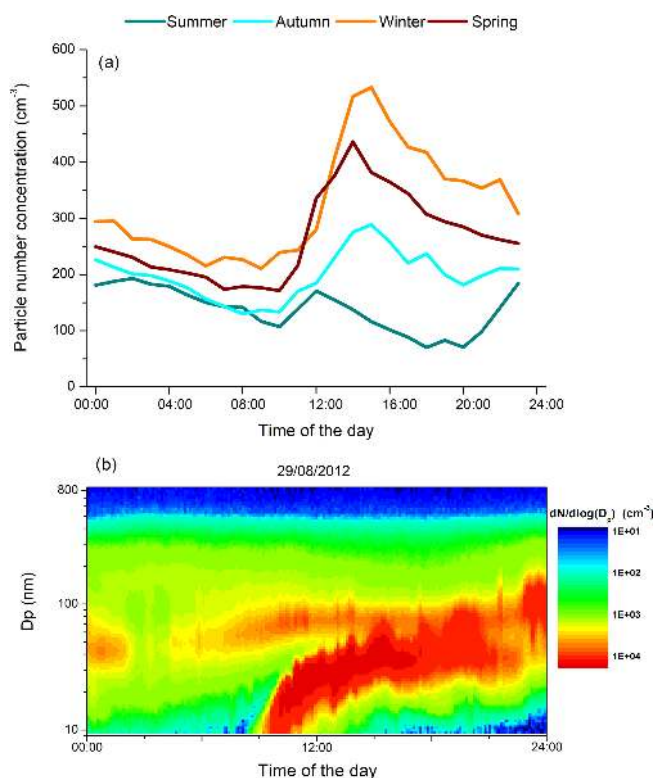 Summer Autumn Winter Spring
(a)
600
500
400
300
200
100
0
Particle number concentration (cm-3)
00:00 04:00 08:00 12:00 16:00 20:00 24:00
Time of the day
(b)
29/08/2012
800
100
10
Dp (nm)
00:00 12:00 24:00
Time of the day
dN/dlog(Dp) (cm-3)
1E+01
1E+02
1E+03
1E+04